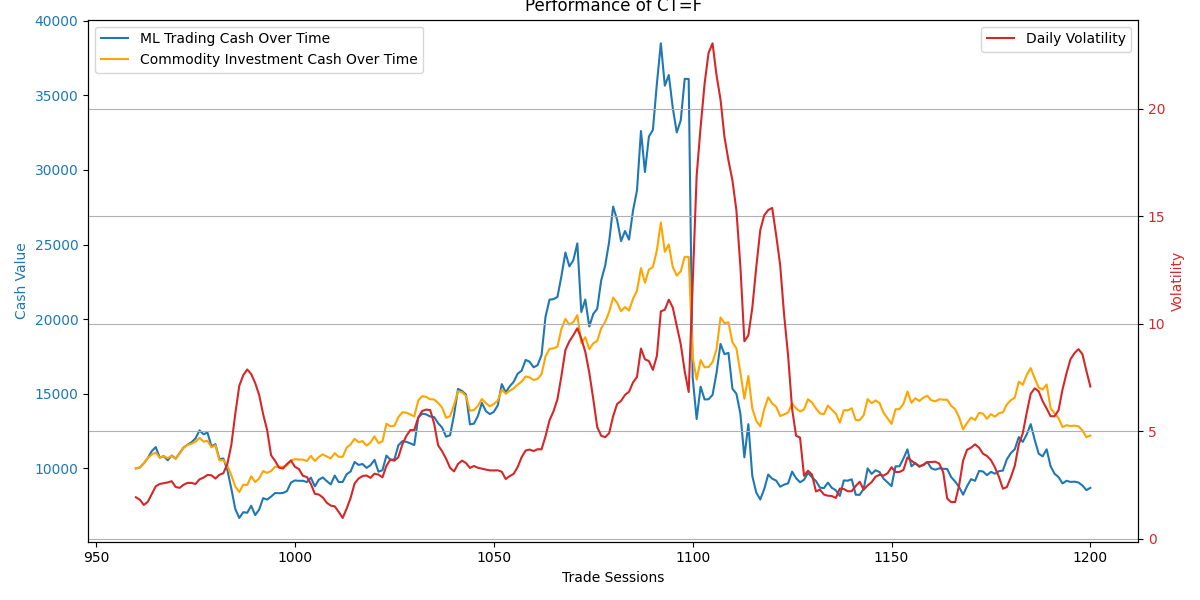 Performance of CT=F
ML Trading Cash Over Time
Commodity Investment Cash Over Time
Daily Volatility
40000
35000
30000
25000
20000
15000
10000
Cash Value
20
15
10
5
0
Volatility
950
1000
1050
1100
1150
1200
Trade Sessions